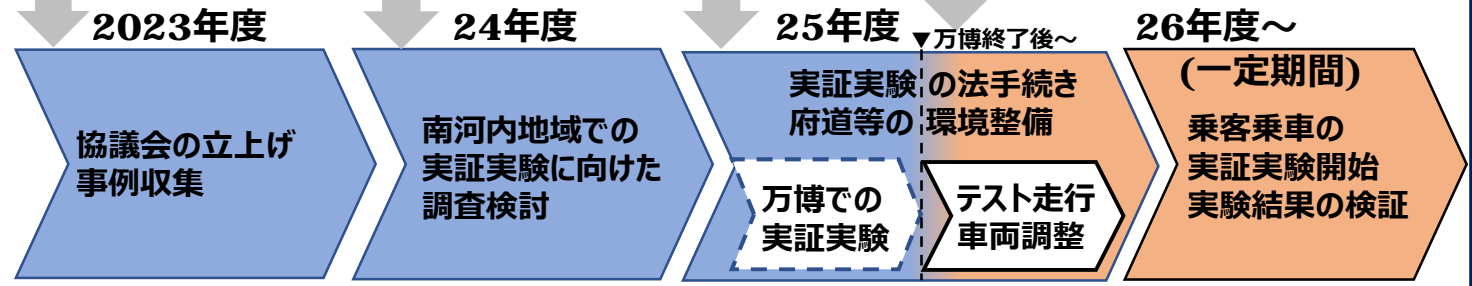 2023年度
協議会の立上げ
事例収集
24年度
南河内地域での
実証実験に向けた
調査検討
25年度
▼万博終了後～
実証実験の法手続き
府道等の環境整備
万博での
実証実験
テスト走行
車両調整
26年度～
(一定期間)
乗客乗車の
実証実験開始
実験結果の検証